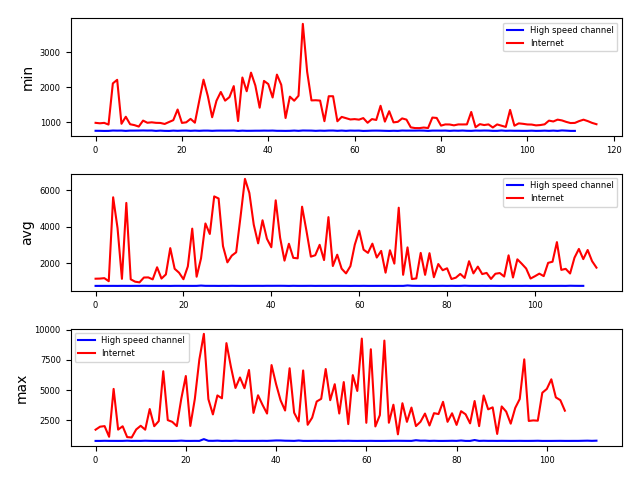 min
3000
2000
1000
High speed channel
Internet
0 20 40 60 80 100 120
avg
6000
4000
2000
High speed channel
Internet
0 20 40 60 80 100
max
10000
7500
5000
2500
High speed channel
Internet
0 20 40 60 80 100